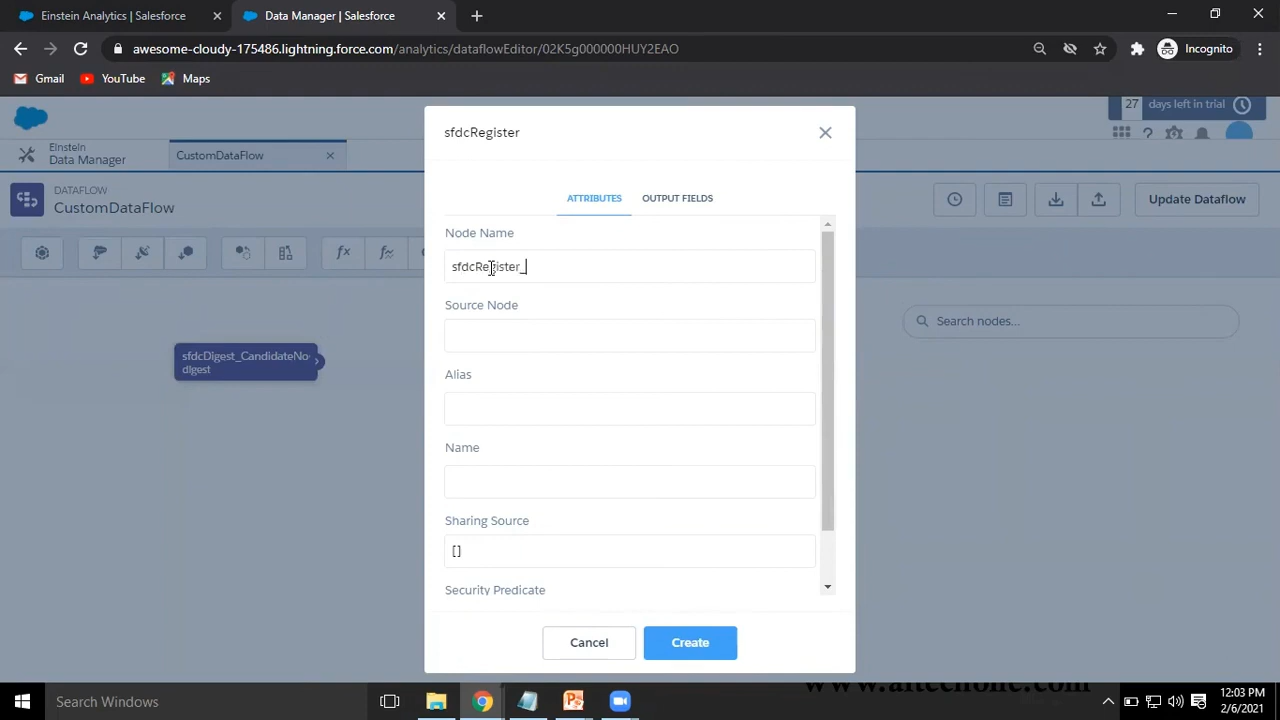 Einstein Analytics | Salesforce
Data Manager | Salesforce
awesome-cloudy-175486.lightning.force.com/analytics/dataflowEditor/02K5g000000HUY2EAO
Incognito
Gmail
YouTube
Maps
27 days left in trial
Einstein
Data Manager
CustomDataFlow
DATAFLOW
CustomDataFlow
Update Dataflow
sfdcRegister
ATTRIBUTES
OUTPUT FIELDS
Node Name
sfdcRegister_
Source Node
Alias
Name
Sharing Source
[]
Security Predicate
Cancel
Create
sfdcDigest_CandidateNo
digest
Search nodes...
Search Windows
12:03 PM
2/6/2021